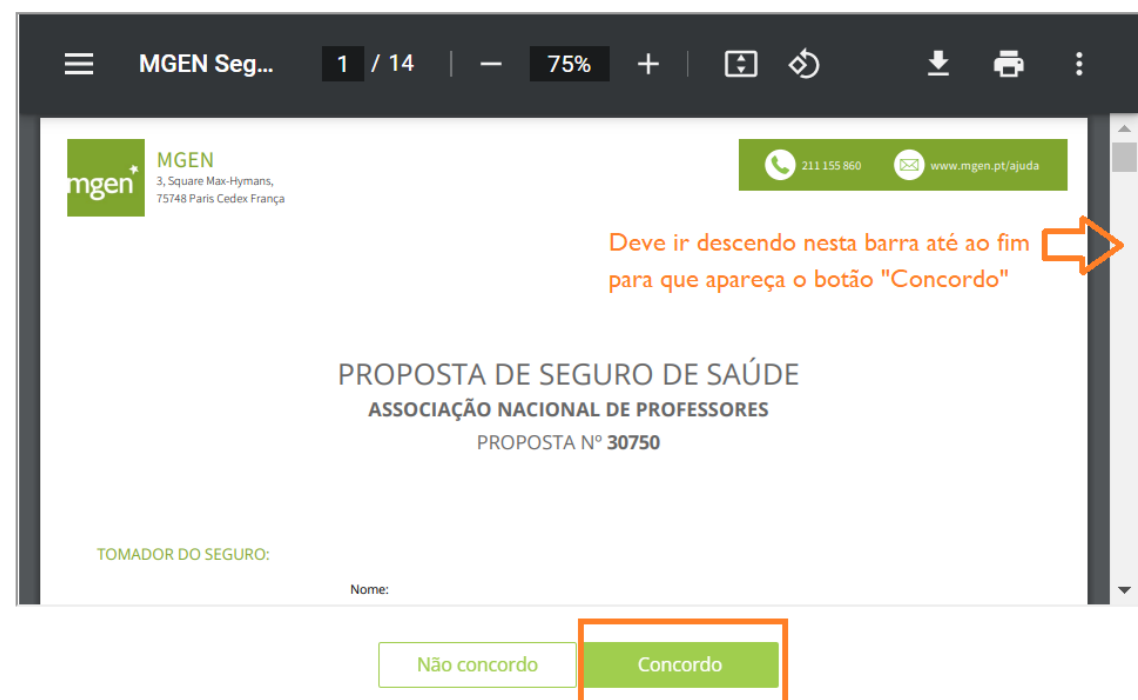 MGEN Seg... 1 / 14 75%
mgen
MGEN
3, Square Max-Hymans,
75748 Paris Cedex França
211 155 860 www.mgen.pt/ajuda
Deve ir descendo nesta barra até ao fim
para que apareça o botão "Concordo"
PROPOSTA DE SEGURO DE SAÚDE
ASSOCIAÇÃO NACIONAL DE PROFESSORES
PROPOSTA Nº 30750
TOMADOR DO SEGURO:
Nome:
Não concordo Concordo